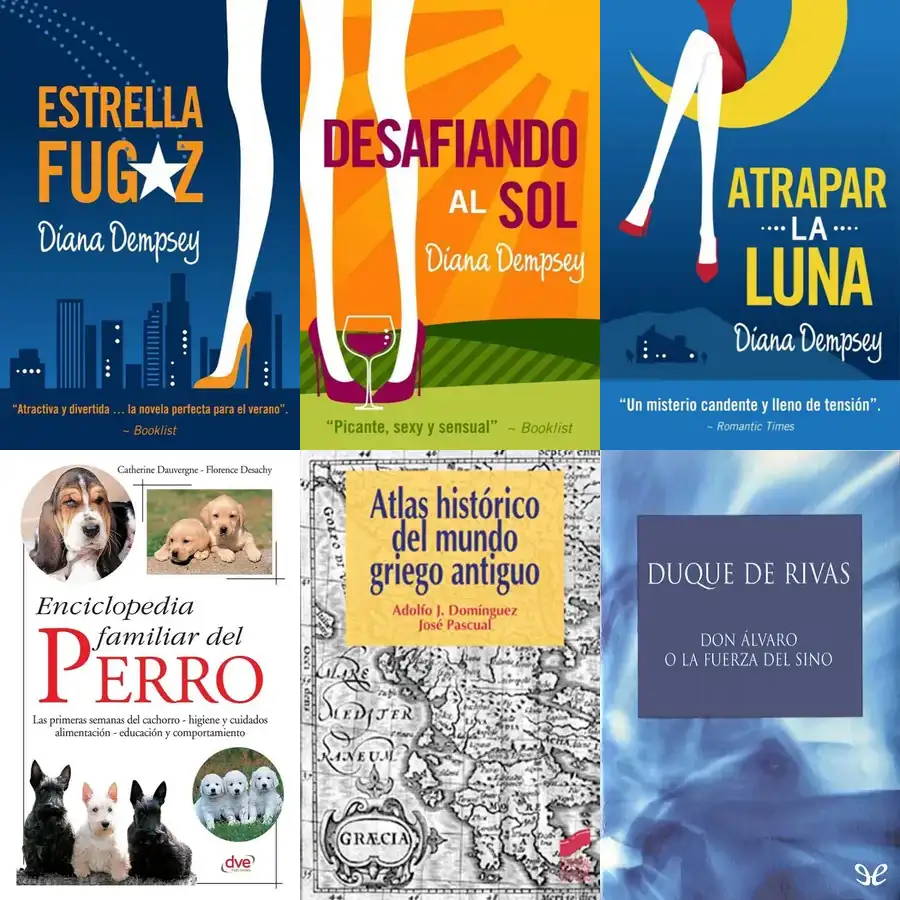 ESTRELLA
FUGAZ
Diana Dempsey
“Atractiva y divertida … la novela perfecta para el verano”.
~ Booklist
DESAFIANDO
AL SOL
Diana Dempsey
“Picante, sexy y sensual” ~ Booklist
ATRAPAR
LA
LUNA
Diana Dempsey
“Un misterio candente y lleno de tensión”.
~ Romantic Times
Catherine Dauvergne - Florence Desachy
Enciclopedia
familiar del
PERRO
Las primeras semanas del cachorro - higiene y cuidados
alimentación - educación y comportamiento
dve
Atlas histórico
del mundo
griego antiguo
Adolfo J. Domínguez
José Pascual
MEDITER
RANEUM
GRÆCIA
DUQUE DE RIVAS
DON ÁLVARO
O LA FUERZA DEL SINO